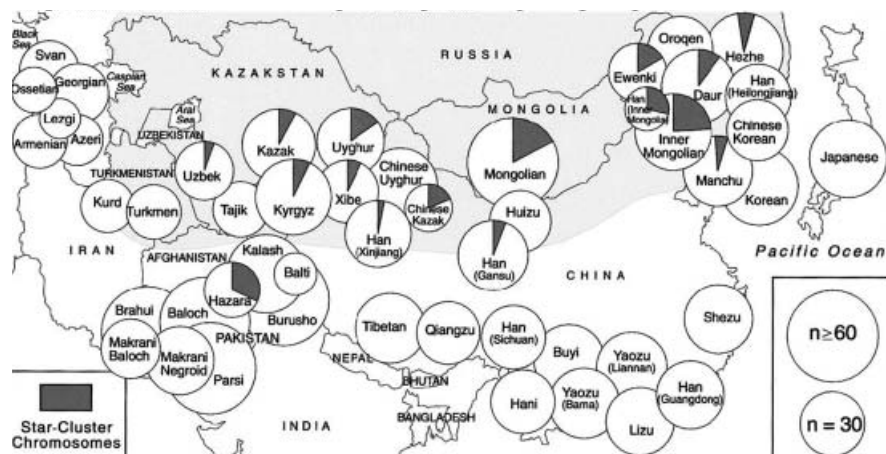 Black
Sea
Svan
Ossetian
Georgian
Lezgi
Armenian
Azeri
Caspian
Sea
Aral
Sea
KAZAKSTAN
RUSSIA
MONGOLIA
UZBEKISTAN
TURKMENISTAN
Uzbek
Kazak
Uyghur
Chinese
Uyghur
Kyrgyz
Xibe
Chinese
Kazak
Tajik
Han
(Xinjiang)
Kurd
Turkmen
IRAN
AFGHANISTAN
Mongolian
Huizu
Han
(Gansu)
Oroqen
Hezhe
Ewenki
Daur
Han
(Heilongjiang)
Han
(Inner
Mongolia)
Inner
Mongolian
Chinese
Korean
Manchu
Korean
Japanese
Pacific Ocean
CHINA
Kalash
Balti
Hazara
Burusho
Brahui
Baloch
PAKISTAN
Makrani
Baloch
Makrani
Negroid
Parsi
Tibetan
Qiangzu
Han
(Sichuan)
Buyi
Yaozu
(Liannan)
Shezu
NEPAL
BHUTAN
BANGLADESH
INDIA
Hani
Yaozu
(Bama)
Lizu
Han
(Guangdong)
Star-Cluster
Chromosomes
n≥60
n = 30